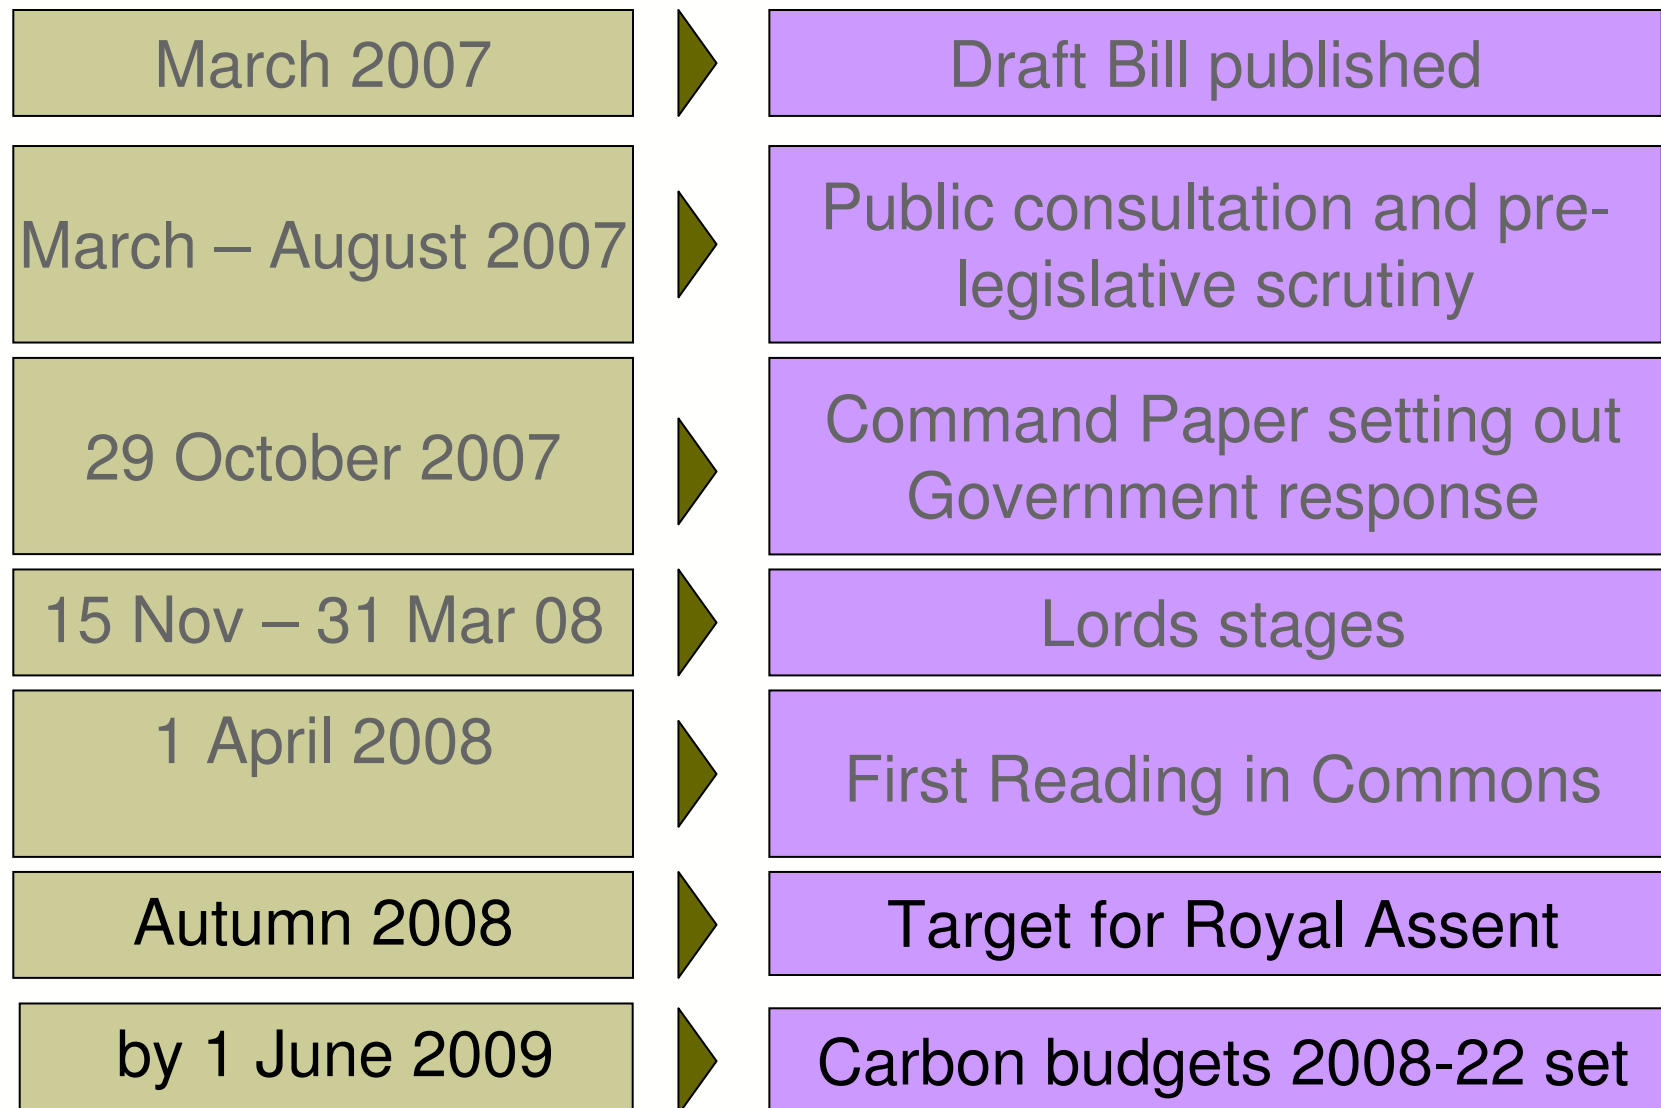 March 2007
Draft Bill published
March – August 2007
Public consultation and pre-
legislative scrutiny
29 October 2007
Command Paper setting out
Government response
15 Nov – 31 Mar 08
Lords stages
1 April 2008
First Reading in Commons
Autumn 2008
Target for Royal Assent
by 1 June 2009
Carbon budgets 2008-22 set